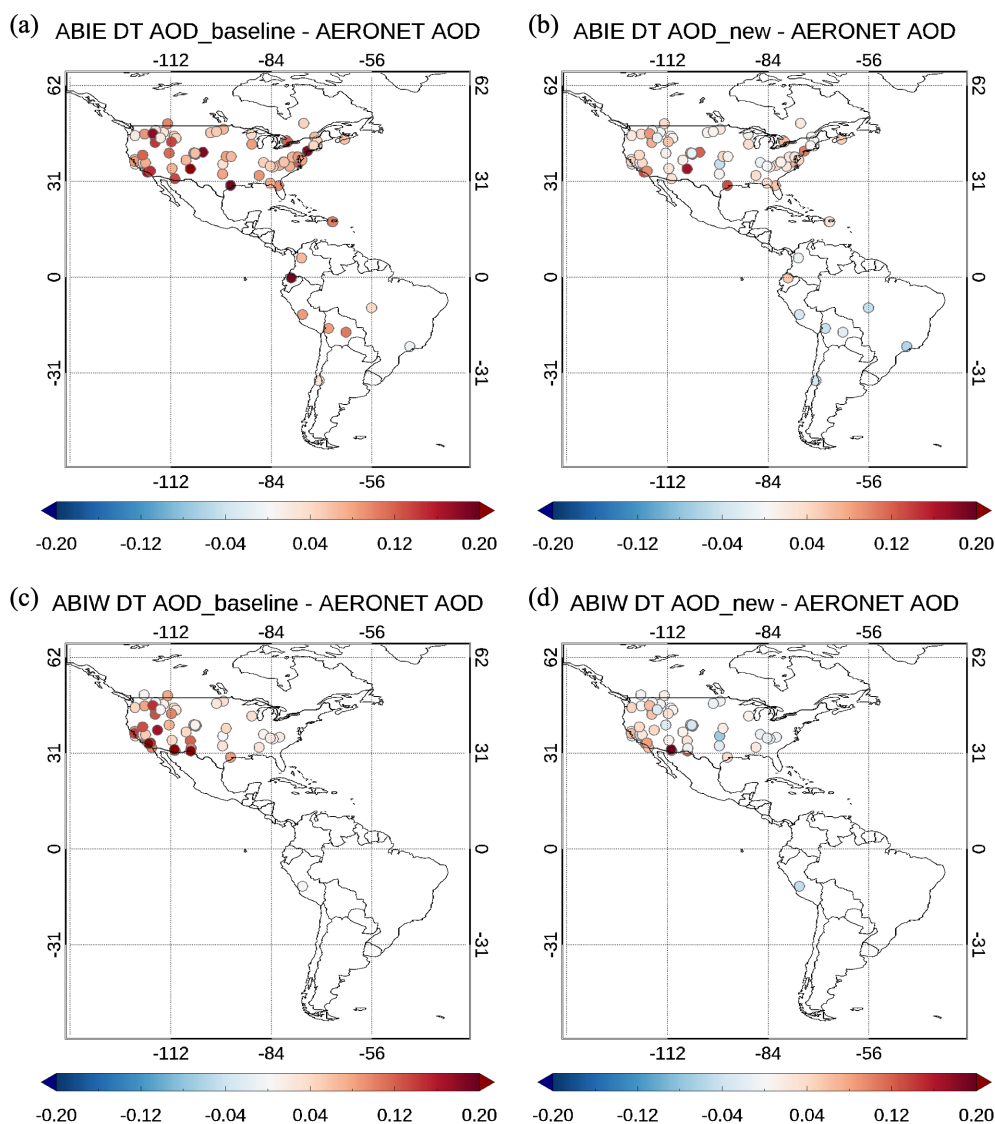 (a) ABIE DT AOD_baseline - AERONET AOD
-112 -84 -56
62 62
31 31
0 0
-31 -31
-112 -84 -56
-0.20 -0.12 -0.04 0.04 0.12 0.20
(b) ABIE DT AOD_new - AERONET AOD
-112 -84 -56
62 62
31 31
0 0
-31 -31
-112 -84 -56
-0.20 -0.12 -0.04 0.04 0.12 0.20
(c) ABIW DT AOD_baseline - AERONET AOD
-112 -84 -56
62 62
31 31
0 0
-31 -31
-112 -84 -56
-0.20 -0.12 -0.04 0.04 0.12 0.20
(d) ABIW DT AOD_new - AERONET AOD
-112 -84 -56
62 62
31 31
0 0
-31 -31
-112 -84 -56
-0.20 -0.12 -0.04 0.04 0.12 0.20